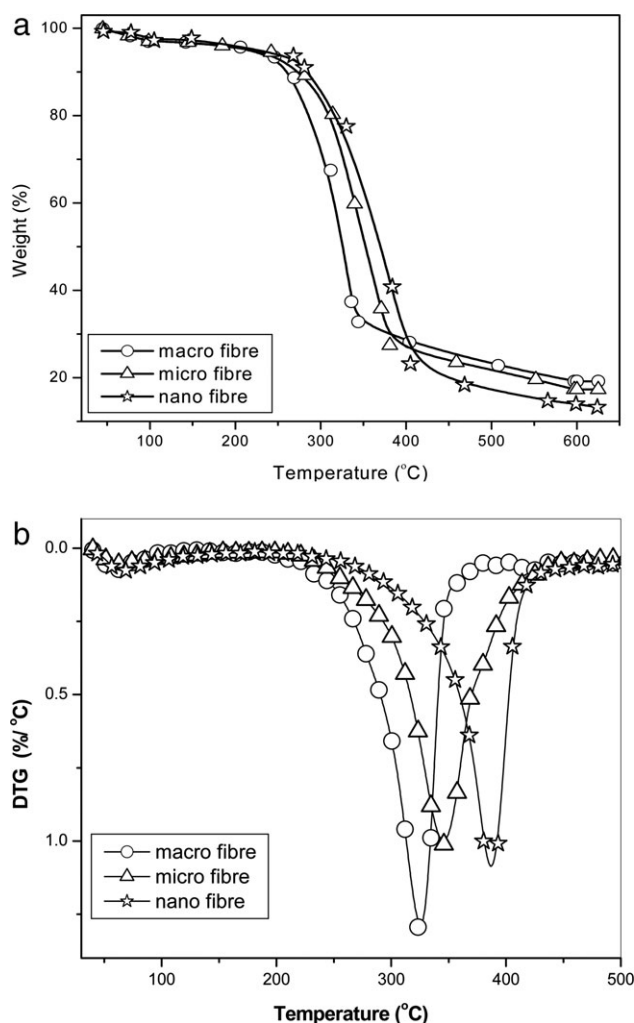 a
100
80
60
40
20
Weight (%)
macro fibre
micro fibre
nano fibre
0 100 200 300 400 500 600
Temperature (°C)
b
0.0
0.5
1.0
DTG (%/ °C)
macro fibre
micro fibre
nano fibre
100 200 300 400 500
Temperature (°C)